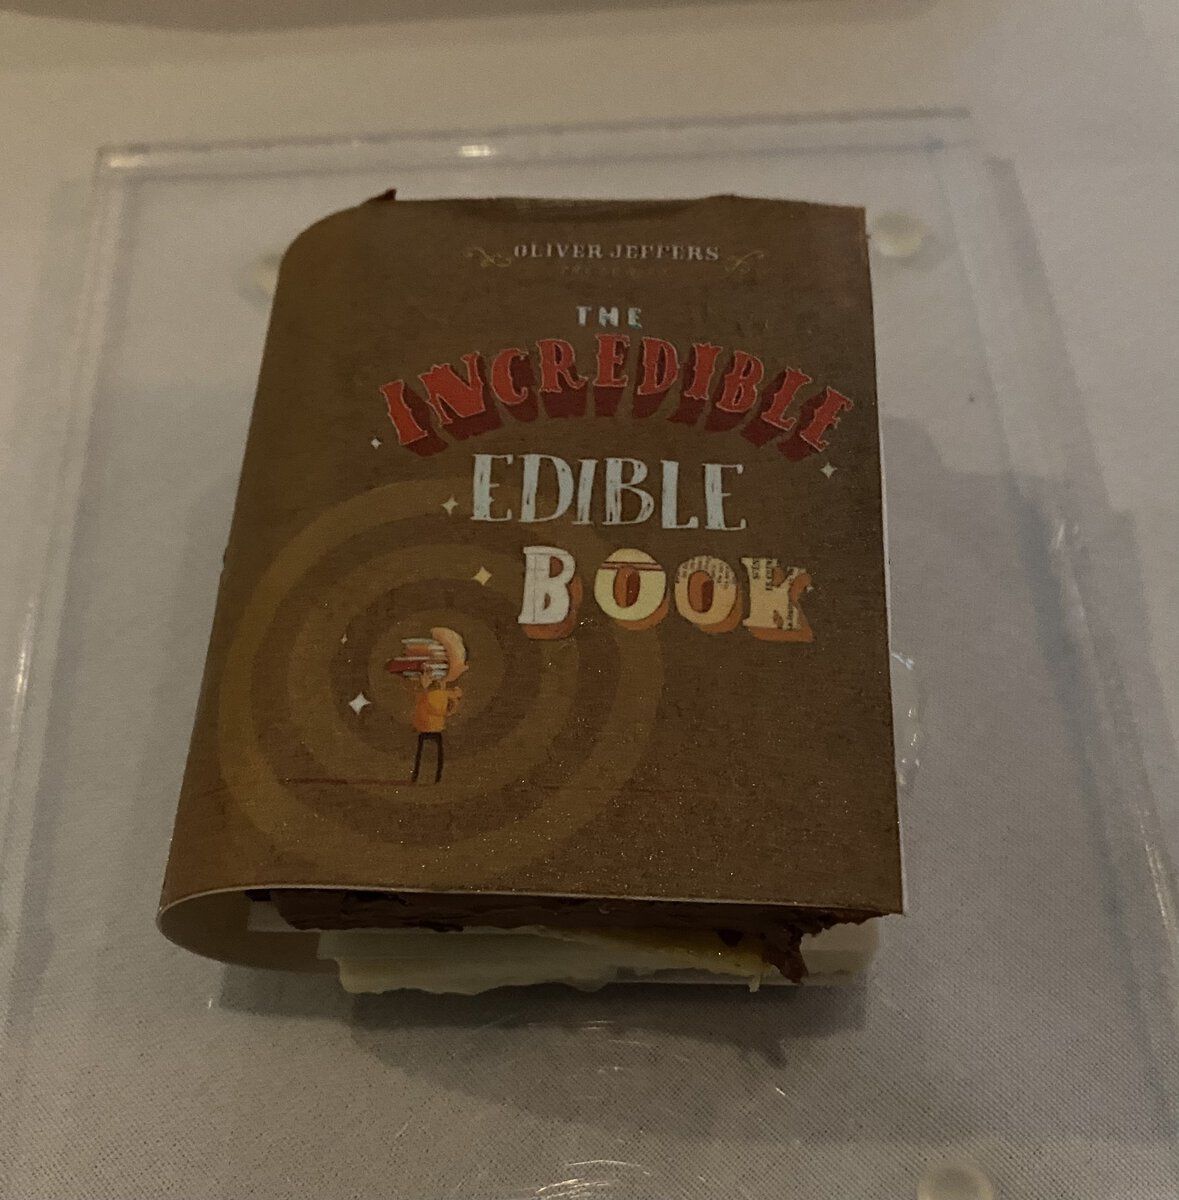 OLIVER JEFFERS
THE
INCREDIBLE
EDIBLE
BOOK